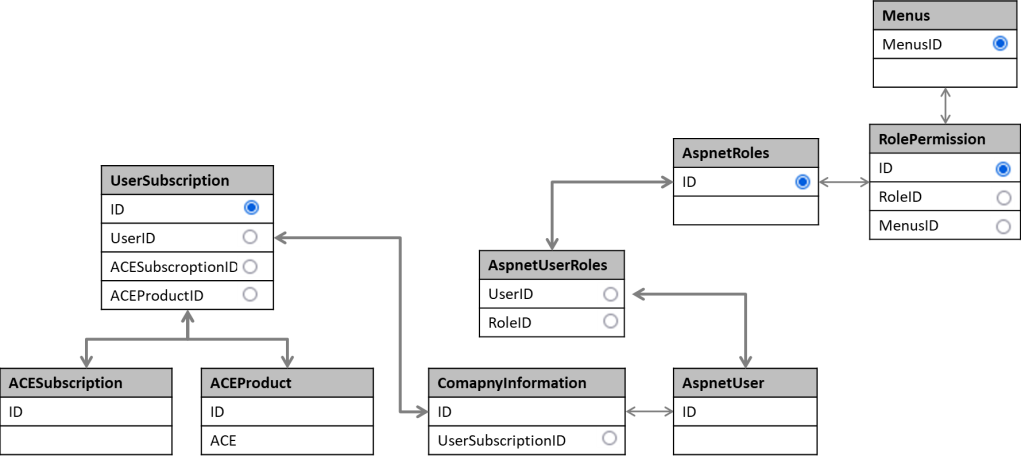 Menus
MenusID
RolePermission
ID
RoleID
MenusID
AspnetRoles
ID
UserSubscription
ID
UserID
ACESubscroptionID
ACEProductID
AspnetUserRoles
UserID
RoleID
ACESubscription
ID
ACEProduct
ID
ACE
ComapnyInformation
ID
UserSubscriptionID
AspnetUser
ID